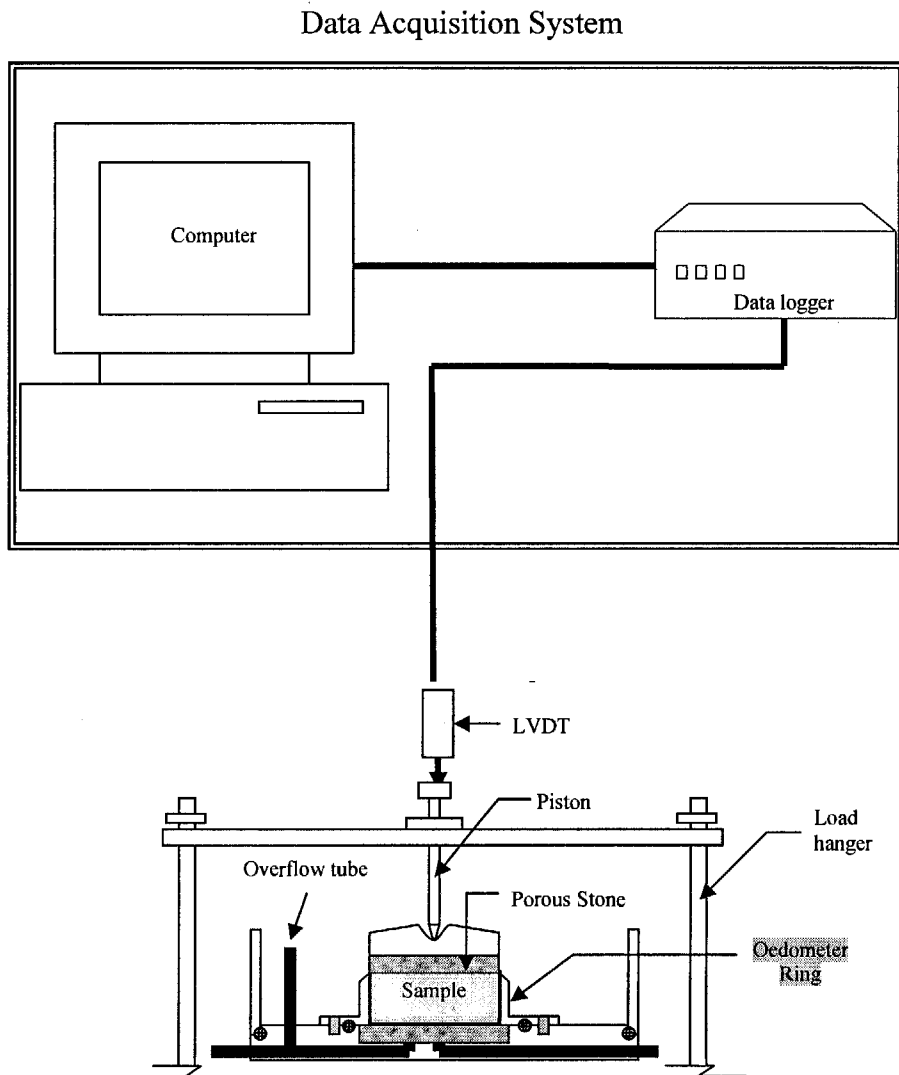 Data Acquisition System
Computer
Data logger
LVDT
Piston
Load
hanger
Overflow tube
Porous Stone
Oedometer
Ring
Sample